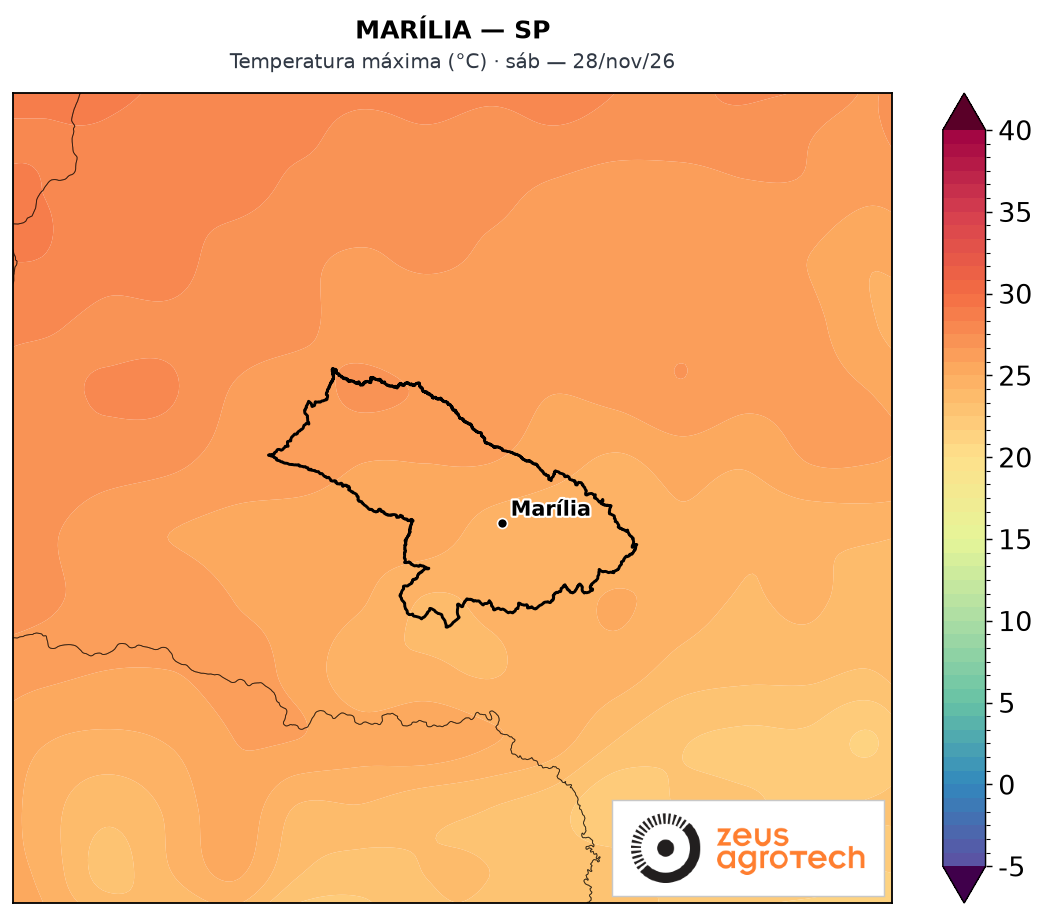 MARÍLIA — SP
Temperatura máxima (°C) · sáb — 28/nov/26
40
35
30
25
20
15
10
5
0
-5
Marília
zeus
agrotech